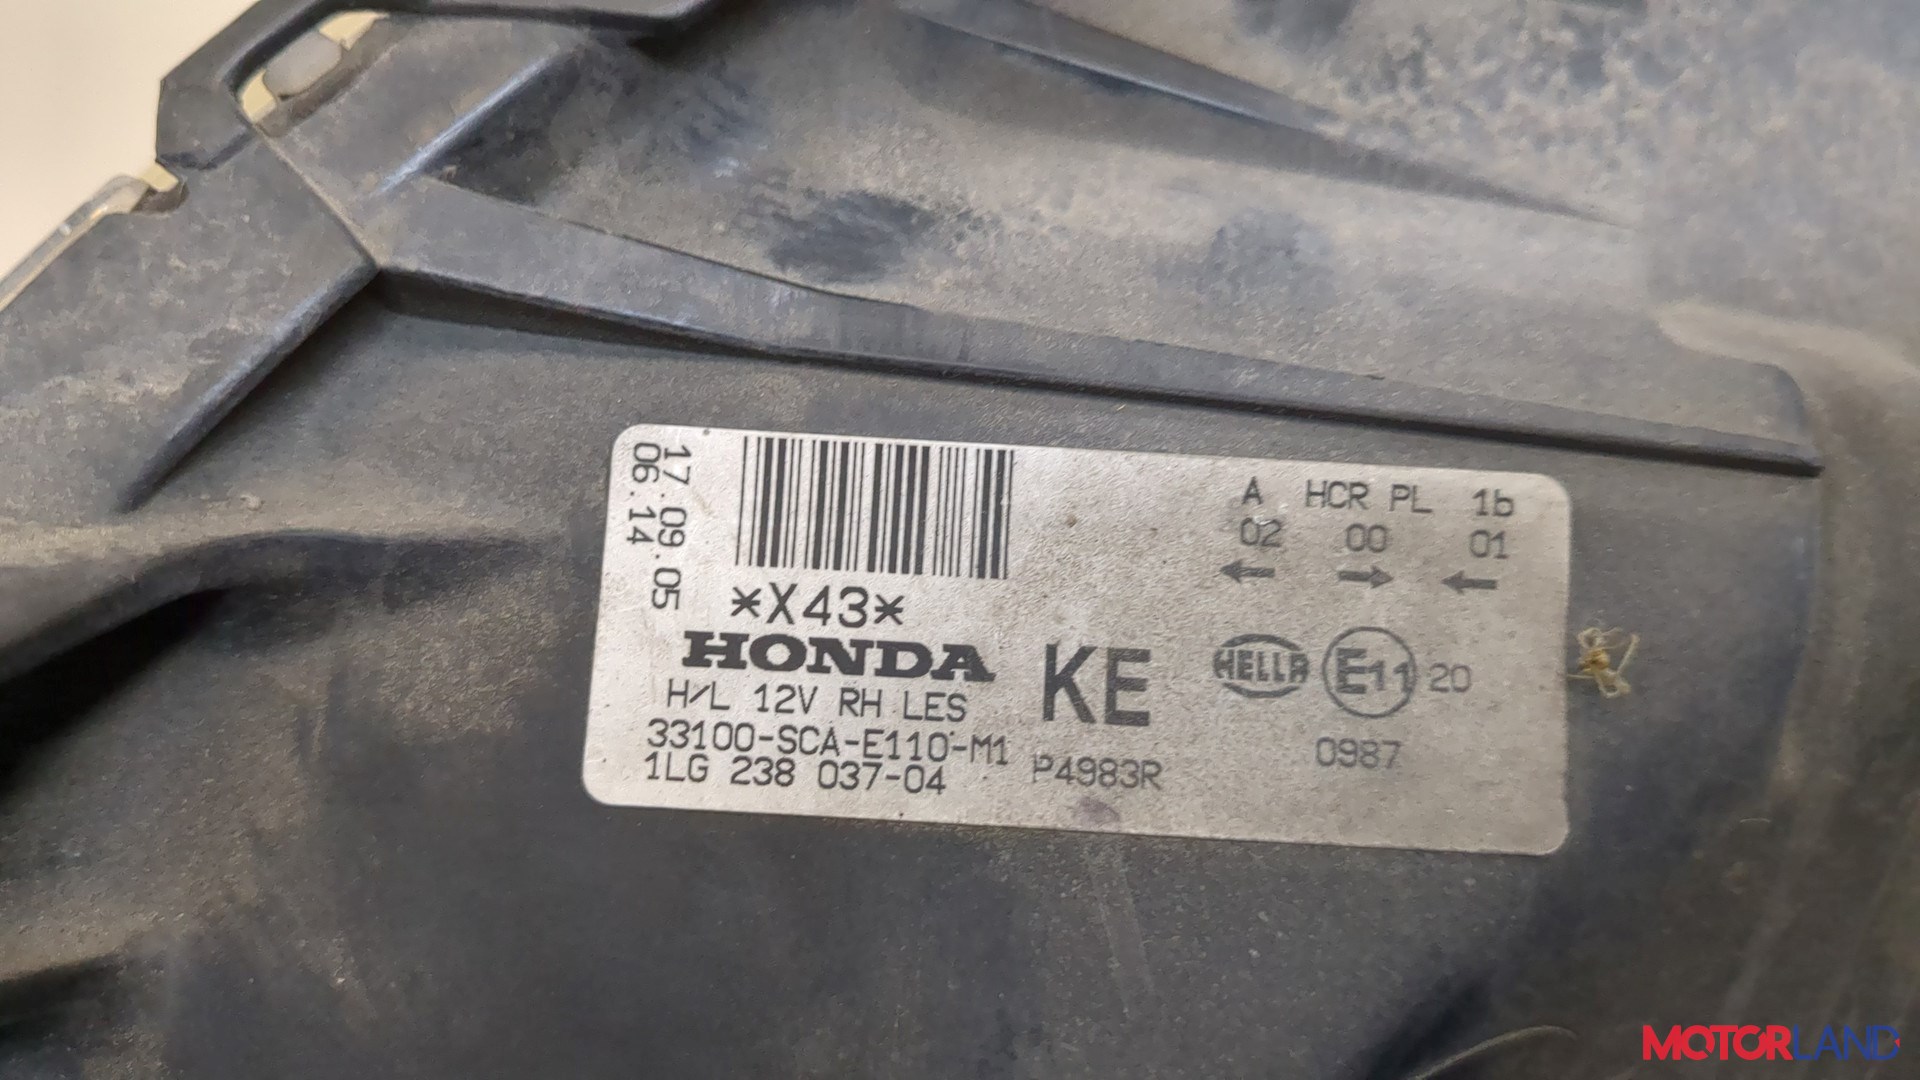 17.09.05
06.14
*X43*
HONDA
H/L 12V RH LES
33100-SCA-E110-M1
1LG 238 037-04
KE
P4983R
A HCR PL 1b
02 00 01
← → ←
HELLA E11 20
0987
MOTORLAND